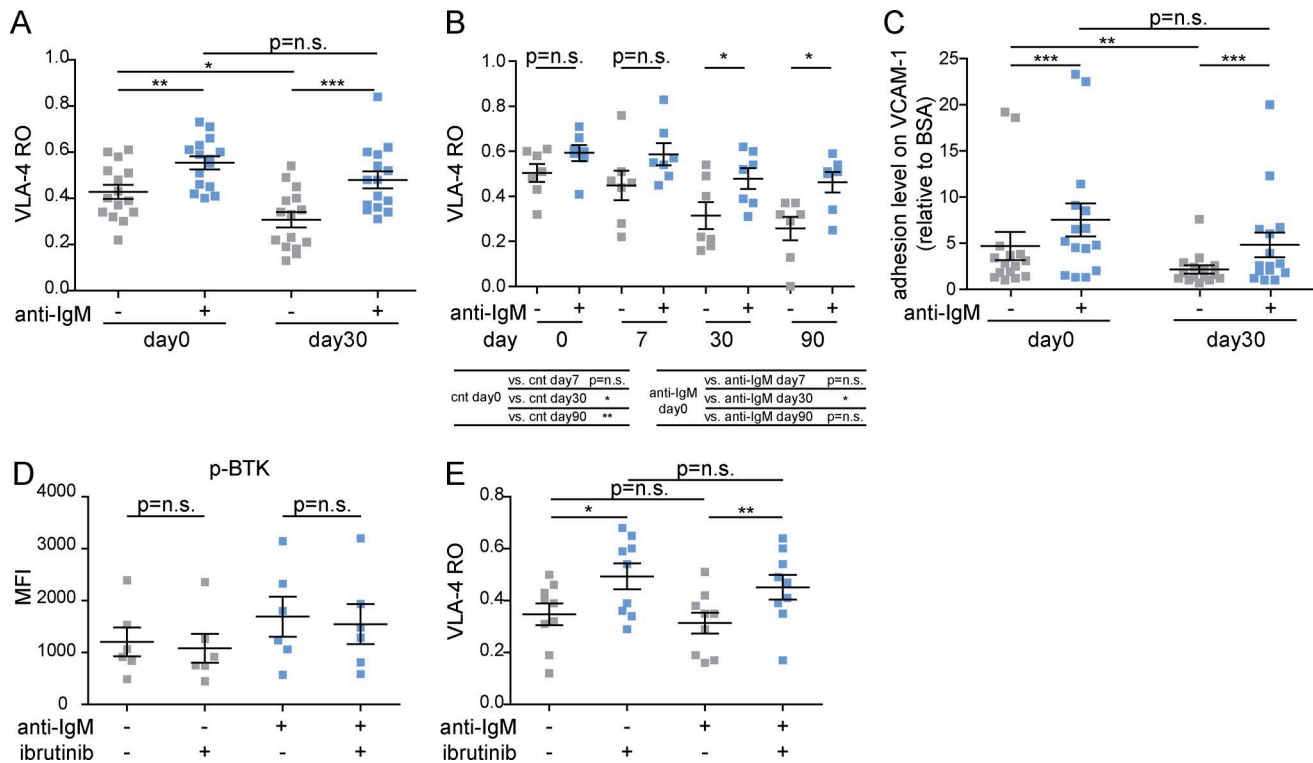 A
p=n.s.
*
**
***
VLA-4 RO
1.0
0.8
0.6
0.4
0.2
0.0
anti-IgM
-
+
-
+
day0
day30
B
p=n.s.
p=n.s.
*
*
VLA-4 RO
1.0
0.8
0.6
0.4
0.2
0.0
anti-IgM
-
+
-
+
-
+
-
+
day
0
7
30
90
cnt day0
vs. cnt day7 p=n.s.
vs. cnt day30 *
vs. cnt day90 **
anti-IgM
day0
vs. anti-IgM day7 p=n.s.
vs. anti-IgM day30 *
vs. anti-IgM day90 p=n.s.
C
p=n.s.
**
***
***
adhesion level on VCAM-1
(relative to BSA)
25
20
15
10
5
0
anti-IgM
-
+
-
+
day0
day30
D
p-BTK
p=n.s.
p=n.s.
MFI
4000
3000
2000
1000
0
anti-IgM
-
-
+
+
ibrutinib
-
+
-
+
E
p=n.s.
p=n.s.
*
**
VLA-4 RO
0.8
0.6
0.4
0.2
0.0
anti-IgM
-
-
+
+
ibrutinib
-
+
-
+